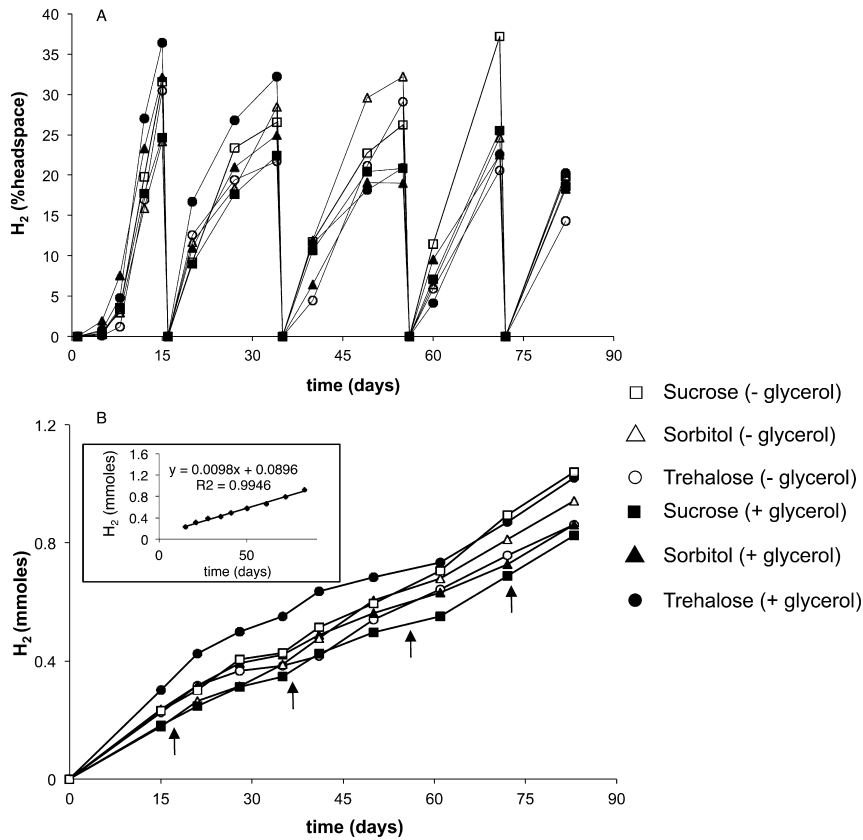 A
40
35
30
25
20
15
10
5
0
H2 (%headspace)
0 15 30 45 60 75 90
time (days)
B
1.2
0.8
0.4
0
H2 (mmoles)
1.6
1.2
0.8
0.4
0
H2 (mmoles)
y = 0.0098x + 0.0896
R2 = 0.9946
0 50
time (days)
0 15 30 45 60 75 90
time (days)
Sucrose (- glycerol)
Sorbitol (- glycerol)
Trehalose (- glycerol)
Sucrose (+ glycerol)
Sorbitol (+ glycerol)
Trehalose (+ glycerol)